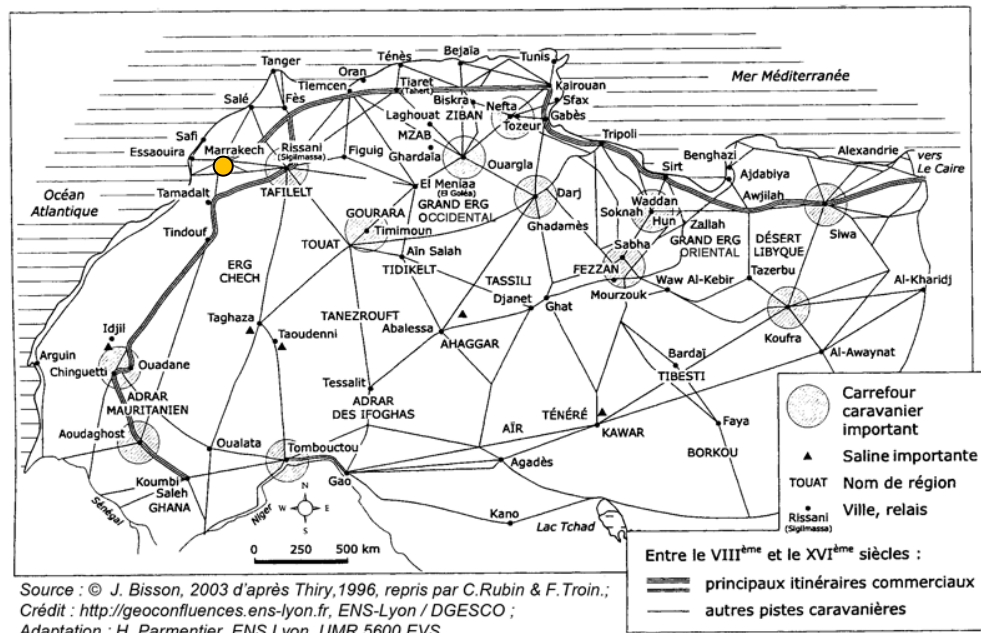 Tanger
Oran
Ténès
Bejaïa
Tunis
Tlemcen
Tiaret
(Tahert)
Kairouan
Mer Méditerranée
Salé
Fès
Biskra
Nefta
Sfax
Laghouat
ZIBAN
Tozeur
Gabès
Safi
MZAB
Tripoli
Essaouira
Marrakech
Rissani
(Sigilmassa)
Figuig
Ghardaïa
Ouargla
Benghazi
Alexandrie
vers
Le Caire
Sirt
Ajdabiya
Océan
Atlantique
Tamadalt
TAFILELT
El Meniaa
(El Goléa)
GRAND ERG
OCCIDENTAL
Darj
Waddan
Awjilah
GOURARA
Timimoun
Soknah
Hun
Zallah
Siwa
Tindouf
TOUAT
Ghadamès
GRAND ERG
ORIENTAL
DÉSERT
LIBYQUE
Aïn Salah
Sabha
ERG
CHECH
TIDIKELT
TASSILI
FEZZAN
Tazerbu
Djanet
Ghat
Mourzouk
Waw Al-Kebir
Al-Kharidj
Taghaza
TANEZROUFT
Abalessa
Idjil
Taoudenni
AHAGGAR
Koufra
Arguin
Ouadane
Bardaï
Al-Awaynat
Chinguetti
TIBESTI
ADRAR
MAURITANIEN
Tessalit
ADRAR
DES IFOGHAS
TÉNÉRÉ
Aoudaghost
AÏR
KAWAR
Faya
Oualata
Tombouctou
BORKOU
Koumbi
Saleh
Gao
Agadès
GHANA
N
W E
S
Sénégal
Niger
Kano
Lac Tchad
0 250 500 km
Carrefour
caravanier
important
Saline importante
TOUAT Nom de région
Rissani
(Sigilmassa)
Ville, relais
Entre le VIIIème et le XVIème siècles :
principaux itinéraires commerciaux
autres pistes caravanières
Source : © J. Bisson, 2003 d'après Thiry,1996, repris par C.Rubin & F.Troin.;
Crédit : http://geoconfluences.ens-lyon.fr, ENS-Lyon / DGESCO ;
Adaptation : H. Parmentier, ENS Lyon, UMR 5600 EVS